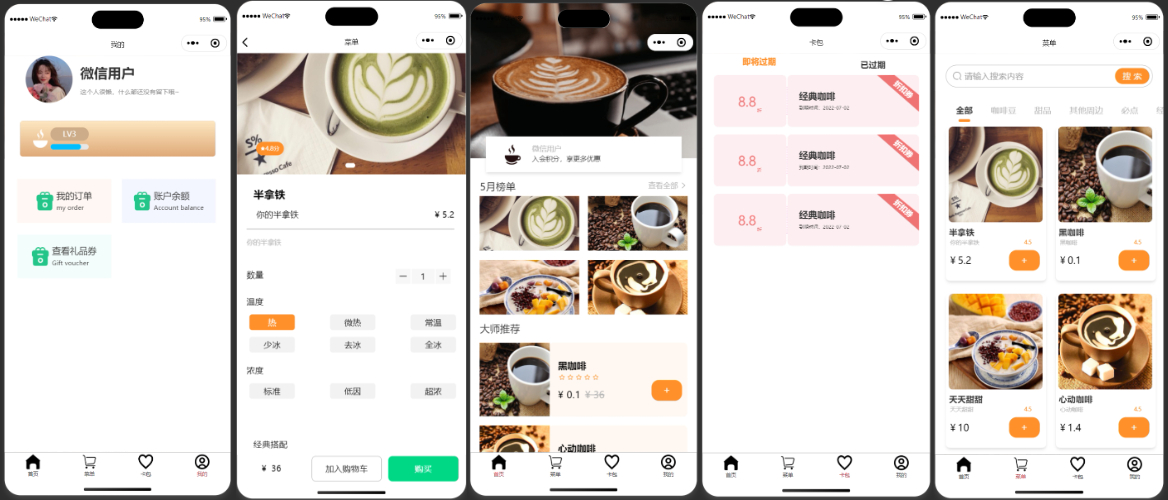 WeChat
95%
我的
微信用户
这个人很懒，什么都还没有留下哦~
LV3
我的订单
my order
账户余额
Account balance
查看礼品券
Gift voucher
首页
菜单
卡包
我的
WeChat
95%
菜单
4.8分
半拿铁
你的半拿铁
¥ 5.2
你的半拿铁
数量
1
温度
热
微热
常温
少冰
去冰
全冰
浓度
标准
低因
超浓
经典搭配
¥ 36
加入购物车
购买
微信用户
入会积分，享更多优惠
5月榜单
查看全部 >
大师推荐
黑咖啡
¥ 0.1 ¥ 36
+
心动咖啡
首页
菜单
卡包
我的
WeChat
95%
卡包
即将过期
已过期
8.8折
经典咖啡
到期时间：2022-07-02
折扣券
8.8折
经典咖啡
到期时间：2022-07-02
折扣券
8.8折
经典咖啡
到期时间：2022-07-02
折扣券
首页
菜单
卡包
我的
WeChat
95%
菜单
请输入搜索内容
搜 索
全部
咖啡豆
甜品
其他周边
必点
半拿铁
你的半拿铁
4.5
¥ 5.2
+
黑咖啡
黑咖啡
4.5
¥ 0.1
+
天天甜甜
天天甜甜
4.5
¥ 10
+
心动咖啡
心动咖啡
4.5
¥ 1.4
+
首页
菜单
卡包
我的